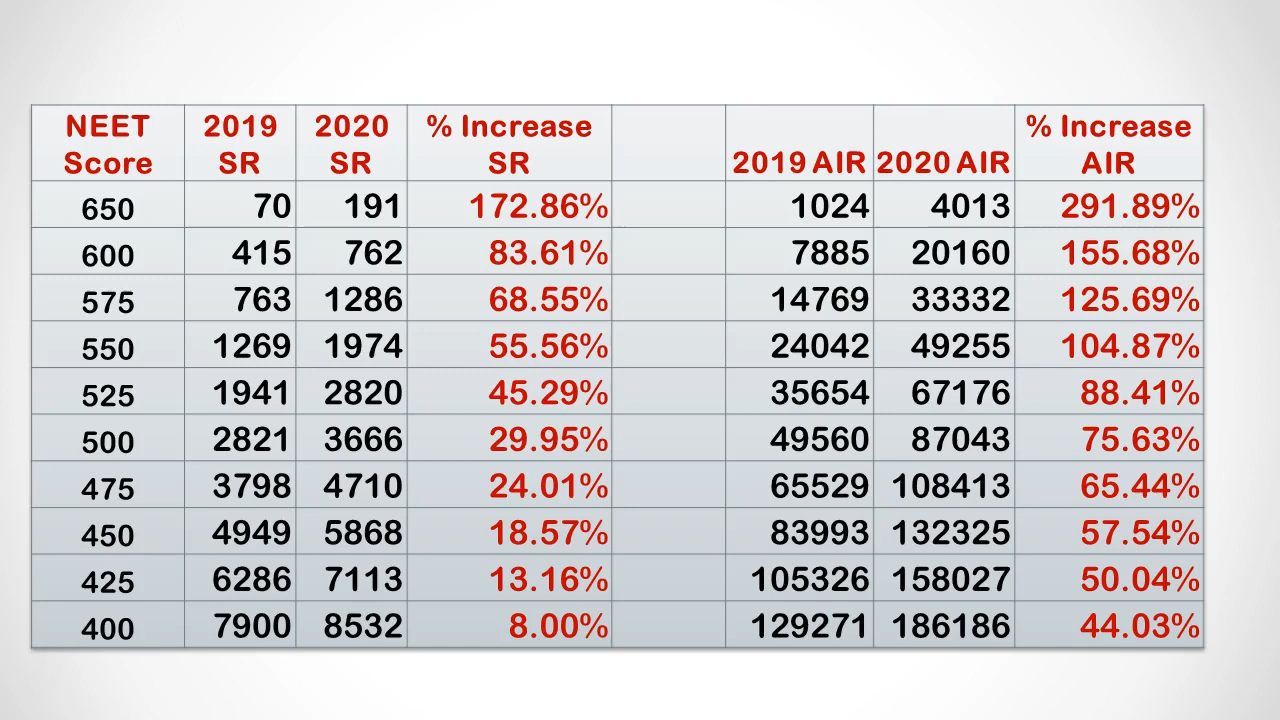 NEET Score 2019 SR 2020 SR % Increase SR 2019 AIR 2020 AIR % Increase AIR
650 70 191 172.86% 1024 4013 291.89%
600 415 762 83.61% 7885 20160 155.68%
575 763 1286 68.55% 14769 33332 125.69%
550 1269 1974 55.56% 24042 49255 104.87%
525 1941 2820 45.29% 35654 67176 88.41%
500 2821 3666 29.95% 49560 87043 75.63%
475 3798 4710 24.01% 65529 108413 65.44%
450 4949 5868 18.57% 83993 132325 57.54%
425 6286 7113 13.16% 105326 158027 50.04%
400 7900 8532 8.00% 129271 186186 44.03%